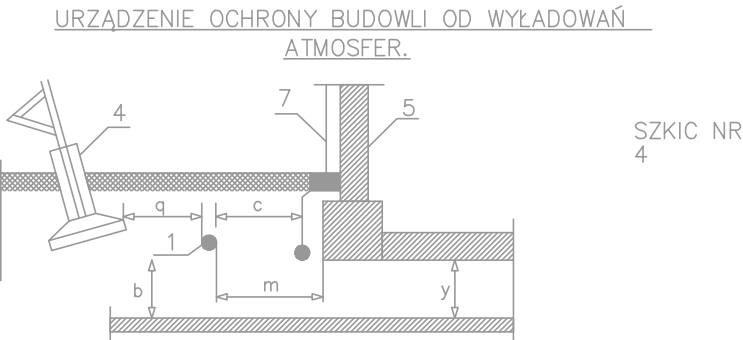 URZĄDZENIE OCHRONY BUDOWLI OD WYŁADOWAŃ
ATMOSFER.
7
4
5
SZKIC NR
4
q
c
1
b
m
y